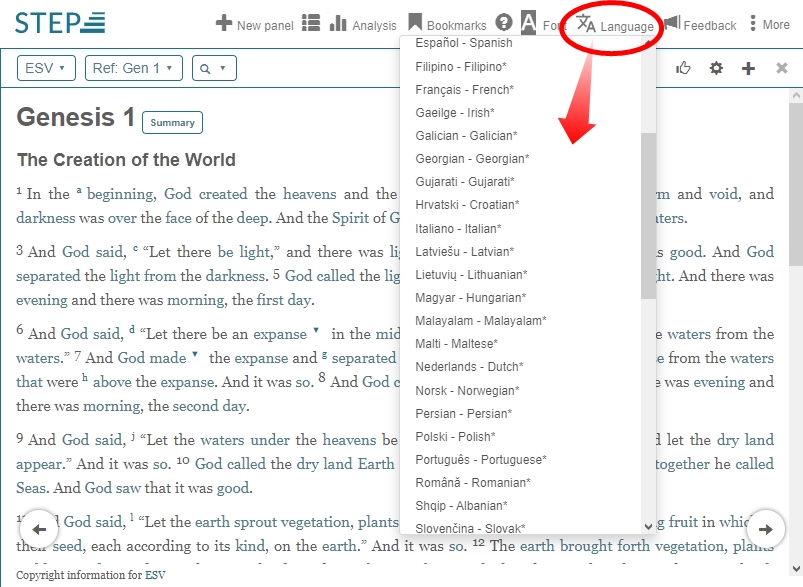 STEP
New panel
Analysis
Bookmarks
?
A
Fon
Language
Feedback
More
ESV
Ref: Gen 1
Genesis 1
Summary
The Creation of the World
1 In the a beginning, God created the heavens and the
m and void, and
darkness was over the face of the deep. And the Spirit of G
aters.
3 And God said, c “Let there be light,” and there was lig
s good. And God
separated the light from the darkness. 5 God called the lig
ht. And there was
evening and there was morning, the first day.
6 And God said, d “Let there be an expanse in the mid
e waters from the
waters.” 7 And God made the expanse and g separated
e from the waters
that were h above the expanse. And it was so. 8 And God c
e was evening and
there was morning, the second day.
9 And God said, j “Let the waters under the heavens be
d let the dry land
appear.” And it was so. 10 God called the dry land Earth
together he called
Seas. And God saw that it was good.
d God said, l “Let the earth sprout vegetation, plants
g fruit in which
their seed, each according to its kind, on the earth.” And it was so. 12 The earth brought forth vegetation, plants
Copyright information for ESV
Español - Spanish
Filipino - Filipino*
Français - French*
Gaeilge - Irish*
Galician - Galician*
Georgian - Georgian*
Gujarati - Gujarati*
Hrvatski - Croatian*
Italiano - Italian*
Latviešu - Latvian*
Lietuvių - Lithuanian*
Magyar - Hungarian*
Malayalam - Malayalam*
Malti - Maltese*
Nederlands - Dutch*
Norsk - Norwegian*
Persian - Persian*
Polski - Polish*
Português - Portuguese*
Română - Romanian*
Shqip - Albanian*
Slovenčina - Slovak*